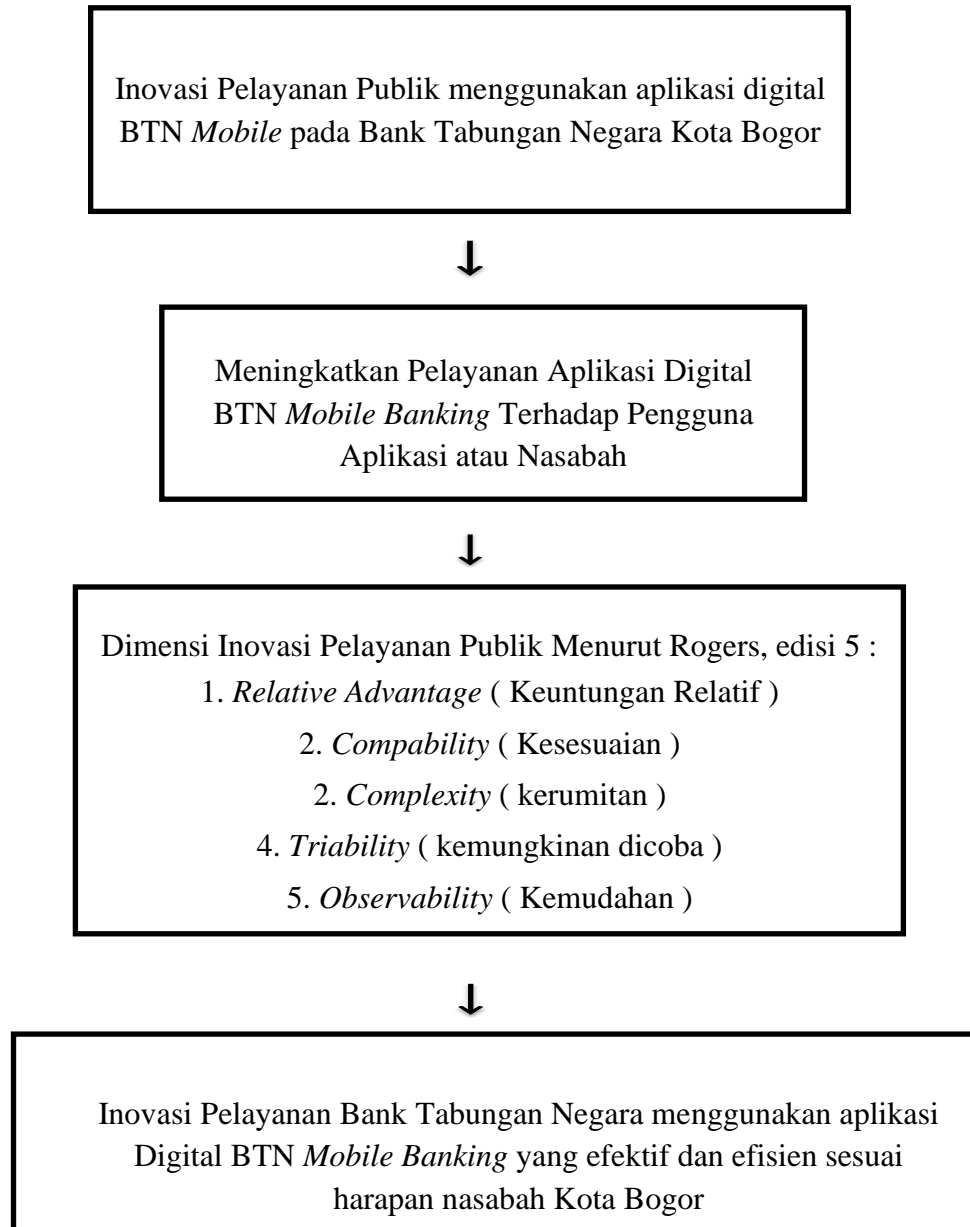 Inovasi Pelayanan Publik menggunakan aplikasi digital
BTN Mobile pada Bank Tabungan Negara Kota Bogor
↓
Meningkatkan Pelayanan Aplikasi Digital
BTN Mobile Banking Terhadap Pengguna
Aplikasi atau Nasabah
↓
Dimensi Inovasi Pelayanan Publik Menurut Rogers, edisi 5 :
1. Relative Advantage ( Keuntungan Relatif )
2. Compability ( Kesesuaian )
2. Complexity ( kerumitan )
4. Triability ( kemungkinan dicoba )
5. Observability ( Kemudahan )
↓
Inovasi Pelayanan Bank Tabungan Negara menggunakan aplikasi
Digital BTN Mobile Banking yang efektif dan efisien sesuai
harapan nasabah Kota Bogor